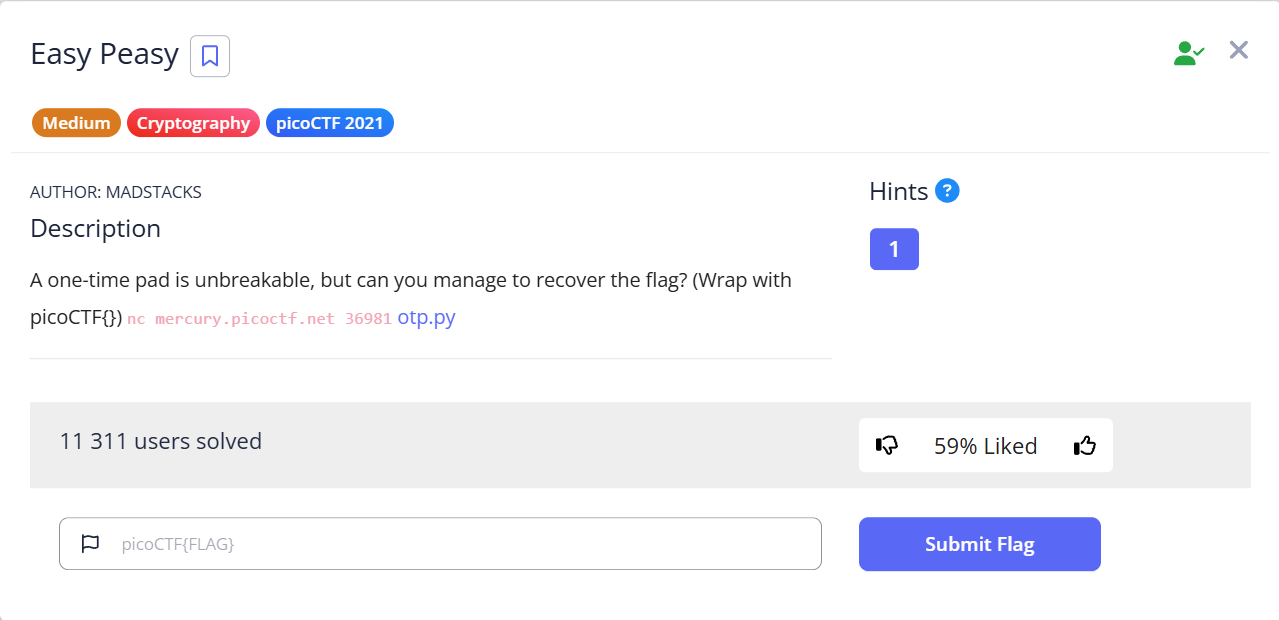 Easy Peasy
Medium Cryptography picoCTF 2021
AUTHOR: MADSTACKS
Description
A one-time pad is unbreakable, but can you manage to recover the flag? (Wrap with
picoCTF{}) nc mercury.picoctf.net 36981 otp.py
Hints ?
1
11 311 users solved
59% Liked
picoCTF{FLAG}
Submit Flag